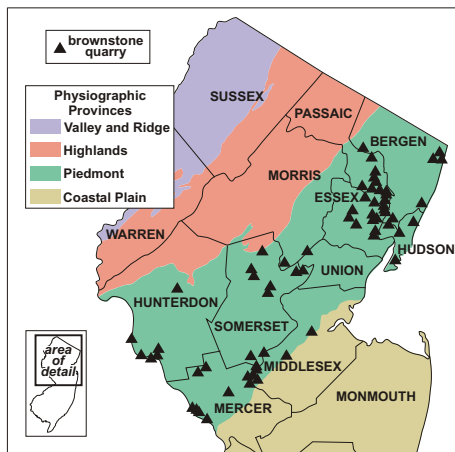 brownstone
quarry
Physiographic
Provinces
Valley and Ridge
Highlands
Piedmont
Coastal Plain
SUSSEX
PASSAIC
BERGEN
MORRIS
ESSEX
WARREN
HUDSON
UNION
HUNTERDON
SOMERSET
MIDDLESEX
MONMOUTH
MERCER
area
of
detail